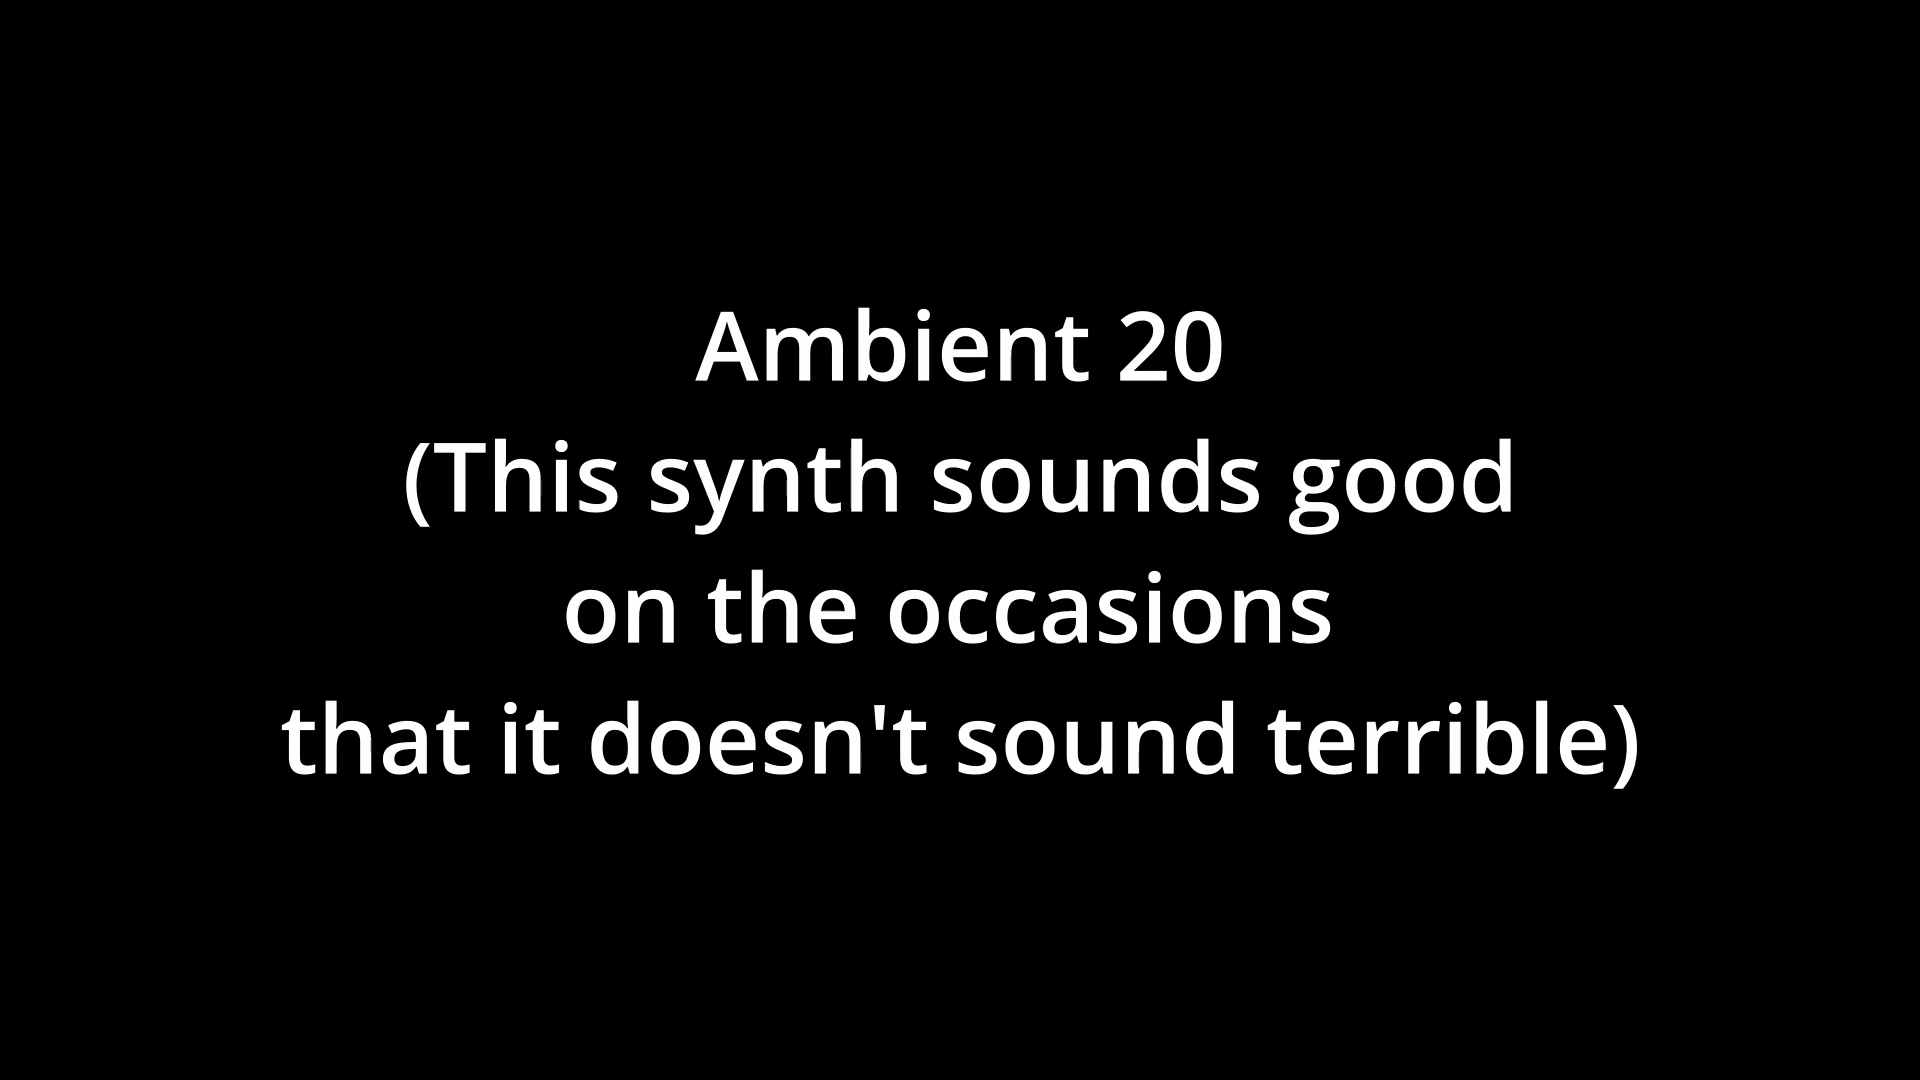 Ambient 20
(This synth sounds good
on the occasions
that it doesn't sound terrible)